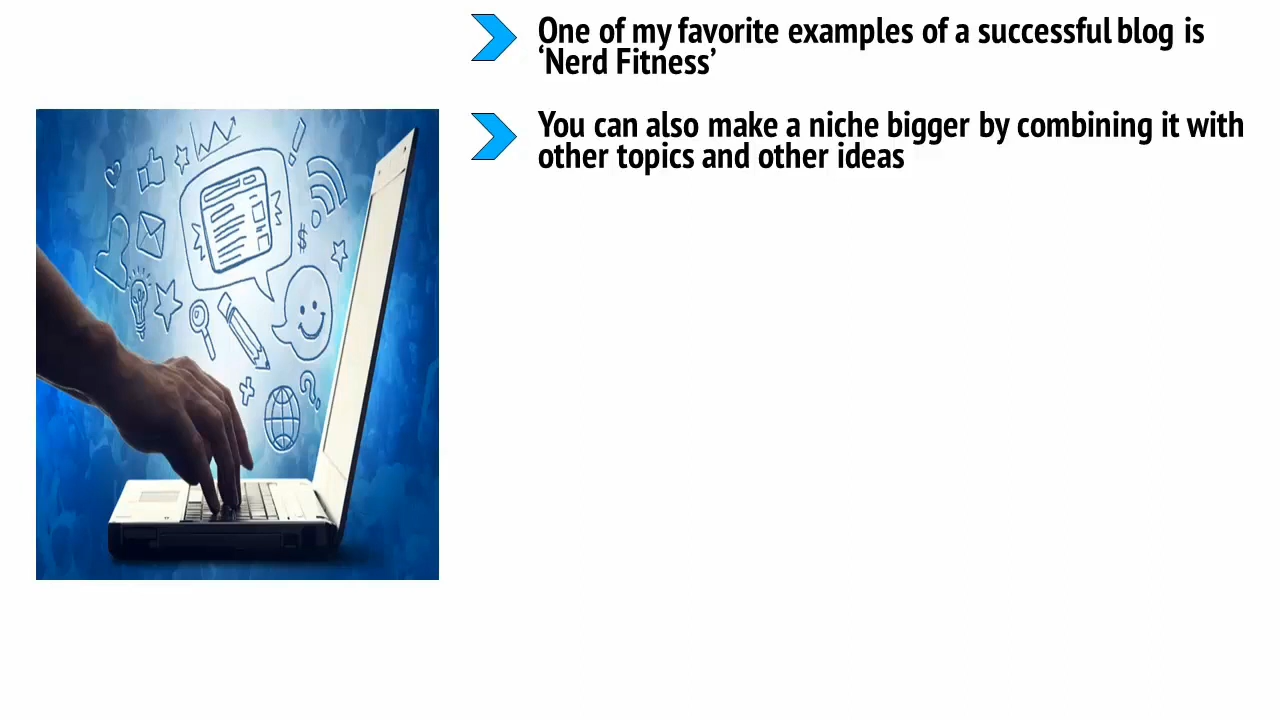 One of my favorite examples of a successful blog is
‘Nerd Fitness’
You can also make a niche bigger by combining it with
other topics and other ideas